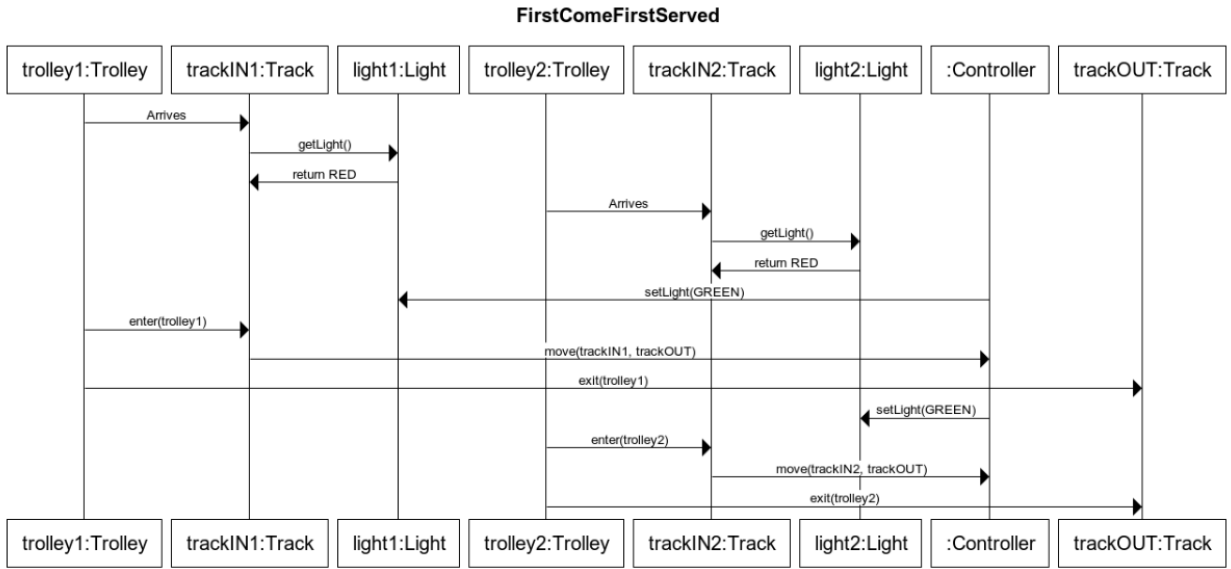 FirstComeFirstServed
trolley1:Trolley trackIN1:Track light1:Light trolley2:Trolley trackIN2:Track light2:Light :Controller trackOUT:Track
Arrives
getLight()
return RED
Arrives
getLight()
return RED
setLight(GREEN)
enter(trolley1)
move(trackIN1, trackOUT)
exit(trolley1)
setLight(GREEN)
enter(trolley2)
move(trackIN2, trackOUT)
exit(trolley2)
trolley1:Trolley trackIN1:Track light1:Light trolley2:Trolley trackIN2:Track light2:Light :Controller trackOUT:Track